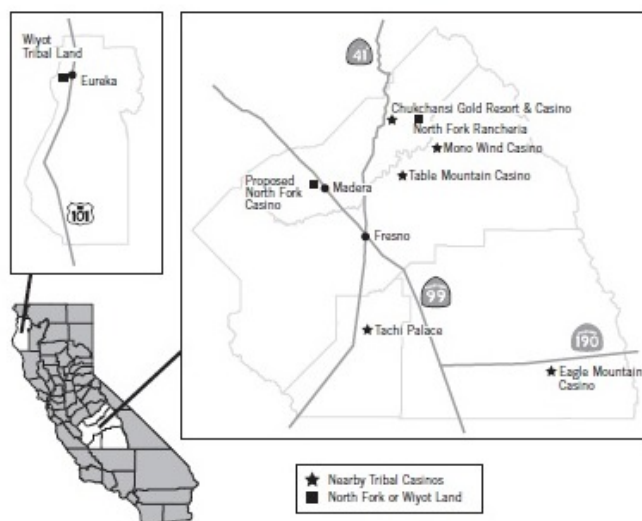 Wiyot
Tribal Land
Eureka
101
41
Chukchansi Gold Resort & Casino
North Fork Rancheria
Mono Wind Casino
Table Mountain Casino
Proposed
North Fork
Casino
Madera
Fresno
99
Tachi Palace
190
Eagle Mountain
Casino
Nearby Tribal Casinos
North Fork or Wiyot Land